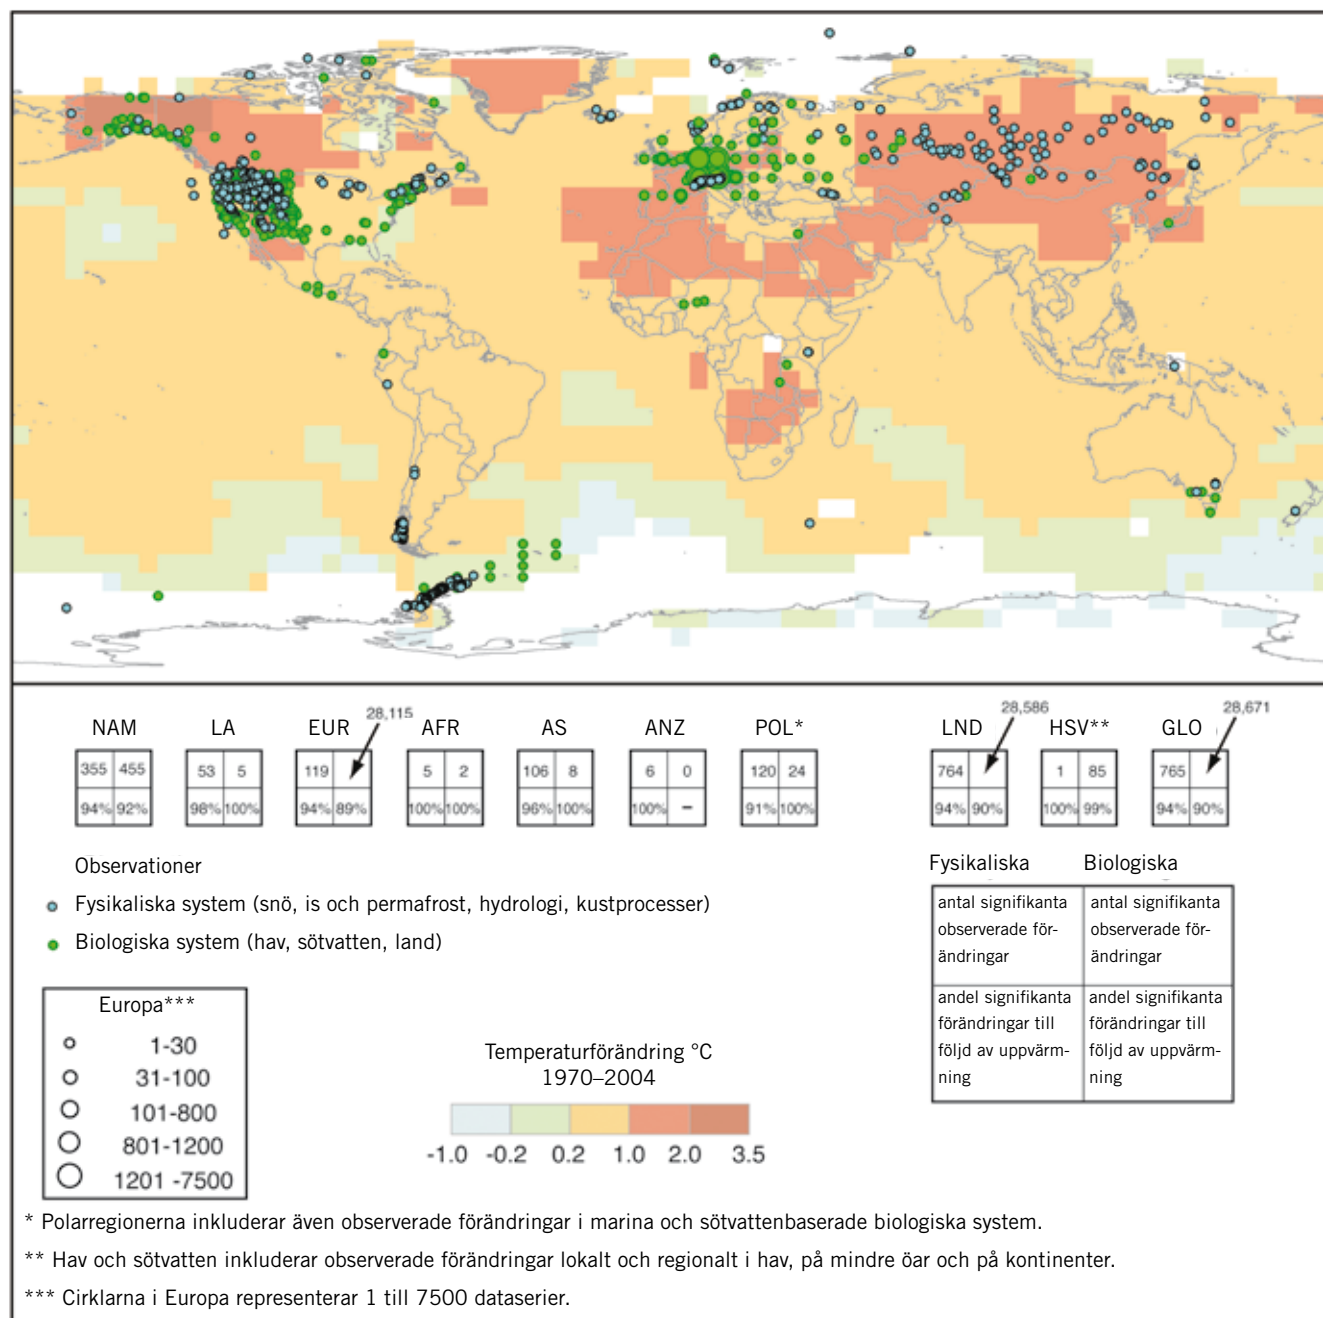 28,115
28,586
28,671
NAM LA EUR AFR AS ANZ POL* LND HSV** GLO
355 455 53 5 119 5 2 106 8 6 0 120 24 764 1 85 765
94% 92% 98% 100% 94% 89% 100% 100% 96% 100% 100% – 91% 100% 94% 90% 100% 99% 94% 90%
Observationer
Fysikaliska system (snö, is och permafrost, hydrologi, kustprocesser)
Biologiska system (hav, sötvatten, land)
Fysikaliska Biologiska
antal signifikanta
observerade för-
ändringar
antal signifikanta
observerade för-
ändringar
andel signifikanta
förändringar till
följd av uppvärm-
ning
andel signifikanta
förändringar till
följd av uppvärm-
ning
Europa***
1-30
31-100
101-800
801-1200
1201 -7500
Temperaturförändring °C
1970–2004
-1.0 -0.2 0.2 1.0 2.0 3.5
* Polarregionerna inkluderar även observerade förändringar i marina och sötvattenbaserade biologiska system.
** Hav och sötvatten inkluderar observerade förändringar lokalt och regionalt i hav, på mindre öar och på kontinenter.
*** Cirklarna i Europa representerar 1 till 7500 dataserier.